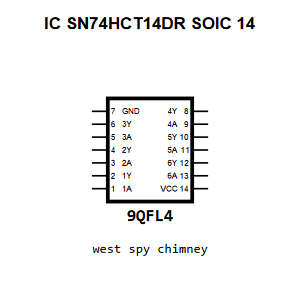 IC SN74HCT14DR SOIC 14
7 GND 4Y 8
6 3Y 4A 9
5 3A 5Y 10
4 2Y 5A 11
3 2A 6Y 12
2 1Y 6A 13
1 1A VCC 14
9QFL4
west spy chimney